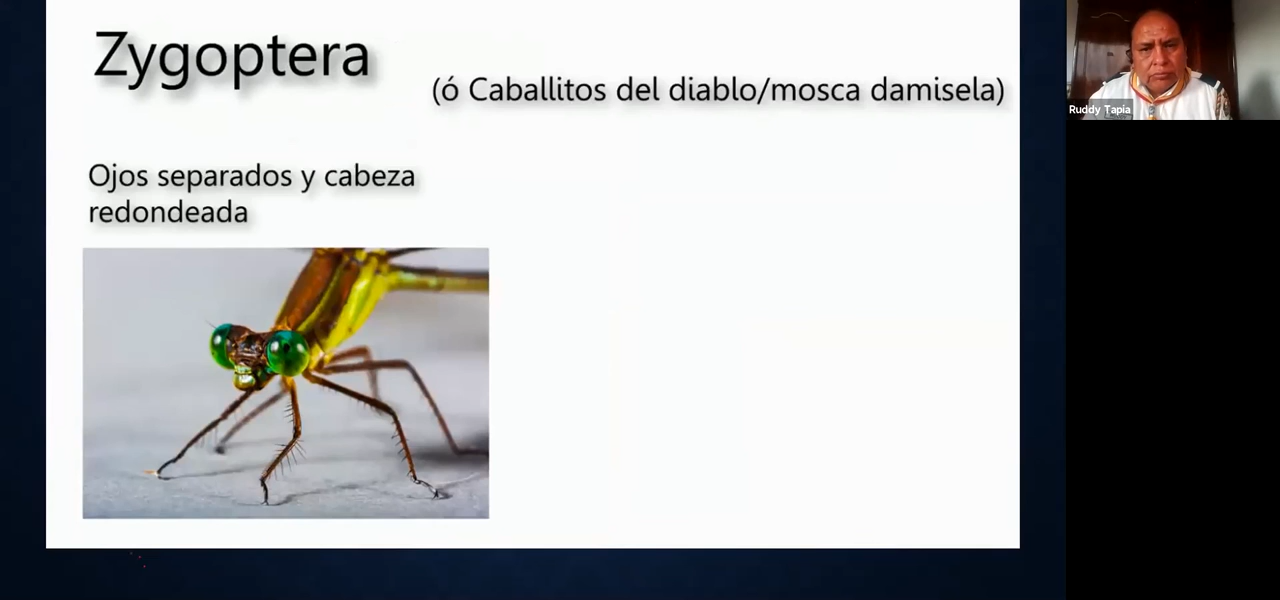 Zygoptera
(ó Caballitos del diablo/mosca damisela)
Ojos separados y cabeza
redondeada
Ruddy Tapia